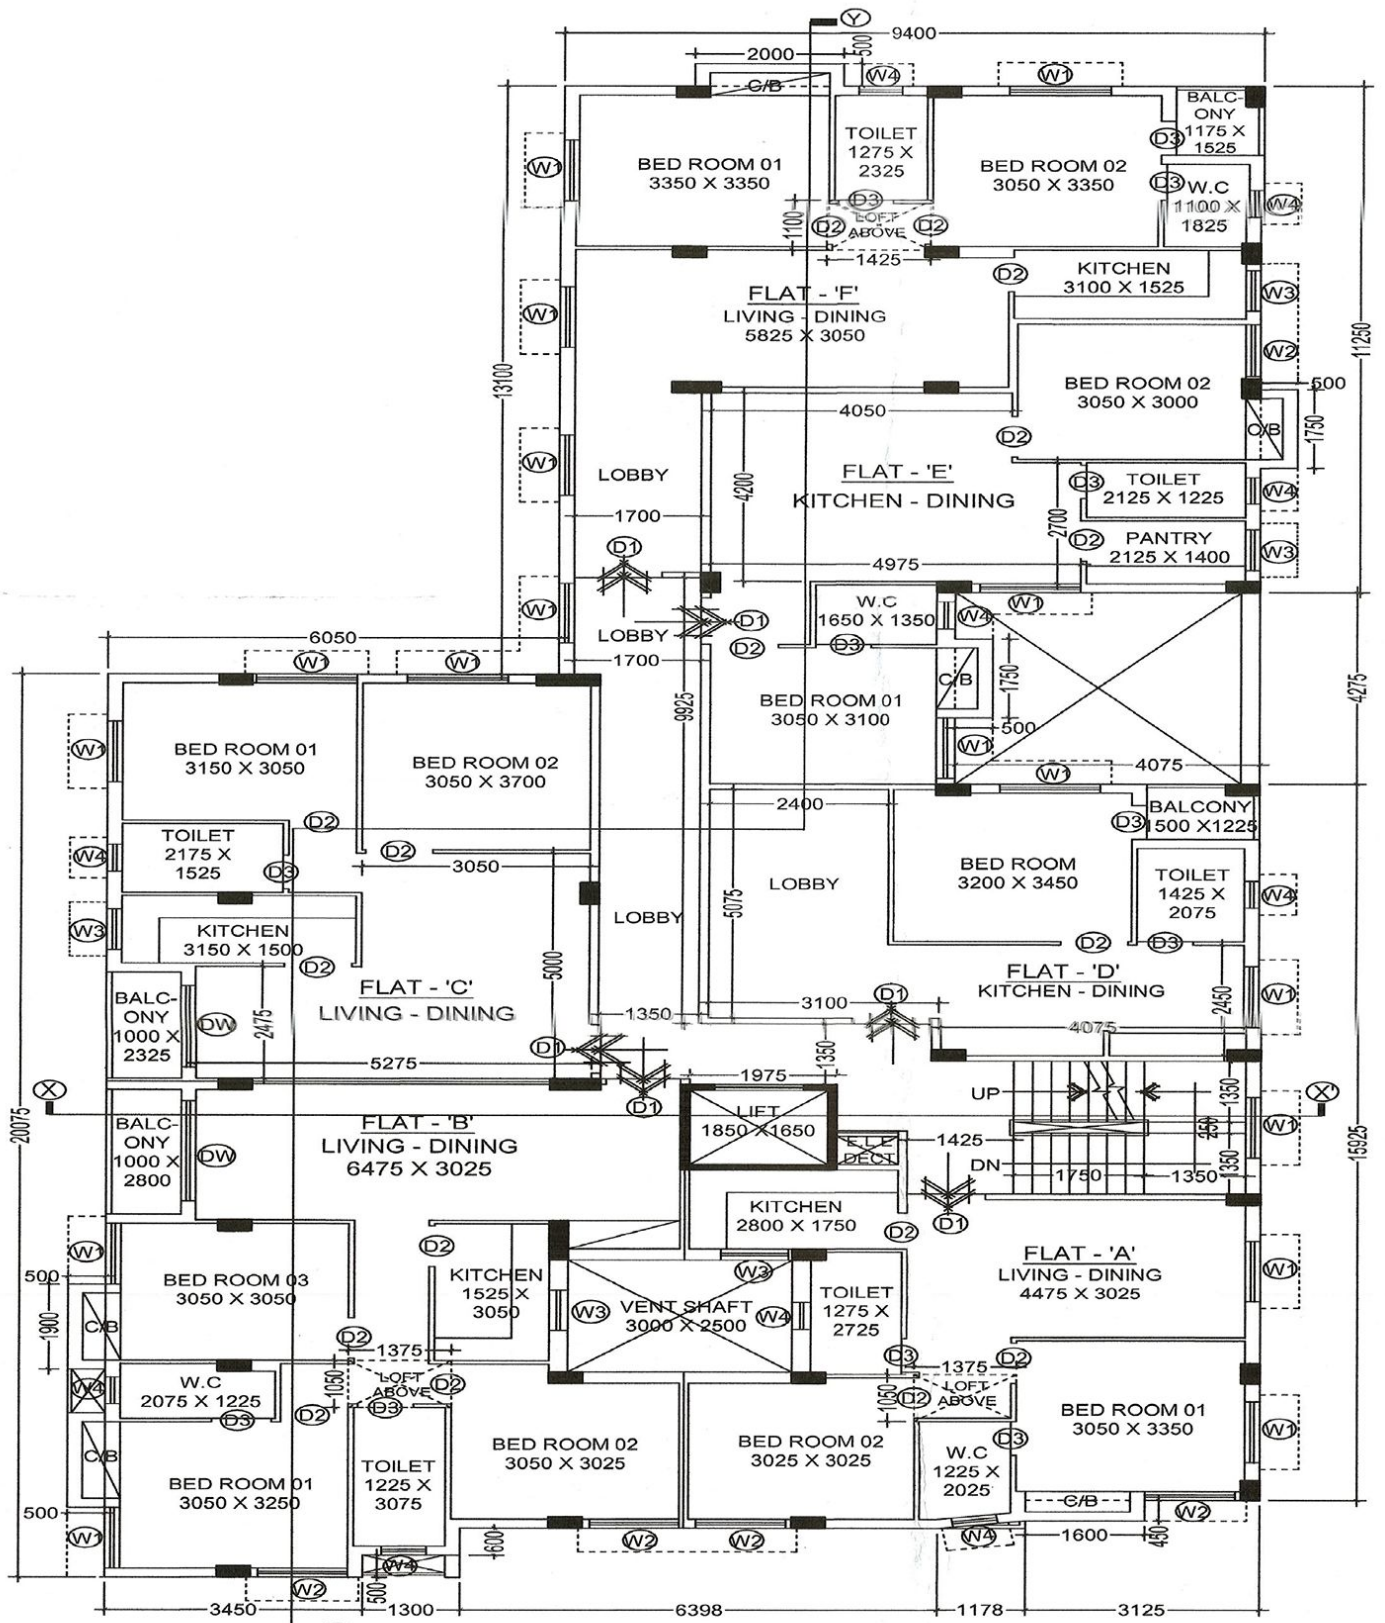 Y
9400
2000
500
W4
W1
C/B
BALC-
ONY
1175 X
1525
TOILET
1275 X
2325
D3
W1
BED ROOM 01
3350 X 3350
BED ROOM 02
3050 X 3350
D3
W.C
1100 X
1825
W4
D3
1100
D2
LOFT
ABOVE
D2
1425
D2
KITCHEN
3100 X 1525
W3
W1
FLAT - 'F'
LIVING - DINING
5825 X 3050
11250
W2
13100
BED ROOM 02
3050 X 3000
500
4050
C/B
1750
D2
W1
LOBBY
FLAT - 'E'
KITCHEN - DINING
4200
D3
TOILET
2125 X 1225
W4
1700
2700
D2
PANTRY
2125 X 1400
W3
D1
4975
W1
W.C
1650 X 1350
W4
W1
LOBBY
D1
D2
D3
6050
1700
W1
W1
C/B
1750
4275
9925
BED ROOM 01
3050 X 3100
500
W1
W1
BED ROOM 01
3150 X 3050
BED ROOM 02
3050 X 3700
W1
4075
2400
BALCONY
1500 X1225
D3
D2
TOILET
2175 X
1525
W4
D2
D3
3050
LOBBY
BED ROOM
3200 X 3450
TOILET
1425 X
2075
W4
5075
LOBBY
W3
KITCHEN
3150 X 1500
D2
D2
D3
5000
FLAT - 'C'
LIVING - DINING
FLAT - 'D'
KITCHEN - DINING
W1
BALC-
ONY
1000 X
2325
DW
2475
3100
D1
2450
1350
4075
D1
5275
1350
1975
X
D1
UP
X'
1350
20075
FLAT - 'B'
LIVING - DINING
6475 X 3025
LIFT
1850 X 1650
W1
250
BALC-
ONY
1000 X
2800
DW
E.L.E
DECT
1425
DN
1750
1350
1350
15925
KITCHEN
2800 X 1750
D1
D2
W1
D2
FLAT - 'A'
LIVING - DINING
4475 X 3025
W1
500
BED ROOM 03
3050 X 3050
KITCHEN
1525 X
3050
W3
W3
VENT SHAFT
3000 X 2500
W4
TOILET
1275 X
2725
1900
C/B
D2
1375
D3
1375
D2
W4
W.C
2075 X 1225
1050
LOFT
ABOVE
D2
D2
LOFT
ABOVE
1050
D3
D2
D3
BED ROOM 01
3050 X 3350
W1
C/B
BED ROOM 02
3050 X 3025
BED ROOM 02
3025 X 3025
D3
W.C
1225 X
2025
TOILET
1225 X
3075
BED ROOM 01
3050 X 3250
C/B
W2
500
W1
600
W2
W2
W4
1600
450
W4
500
W2
3450
1300
6398
1178
3125